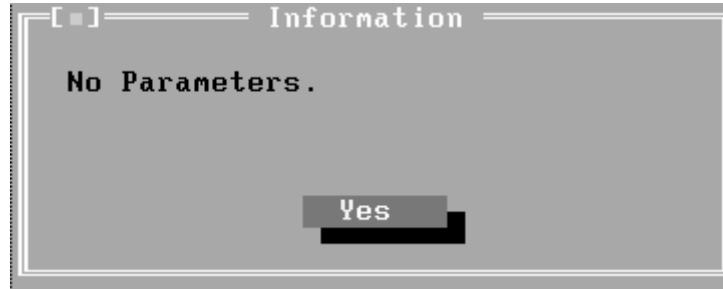 Information
No Parameters.
Yes